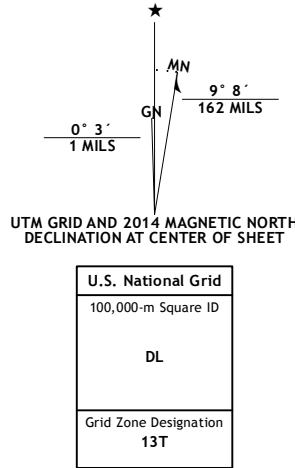 ★
MN
GN
0° 3´
1 MILS
9° 8´
162 MILS
UTM GRID AND 2014 MAGNETIC NORTH
DECLINATION AT CENTER OF SHEET
U.S. National Grid
100,000-m Square ID
DL
Grid Zone Designation
13T